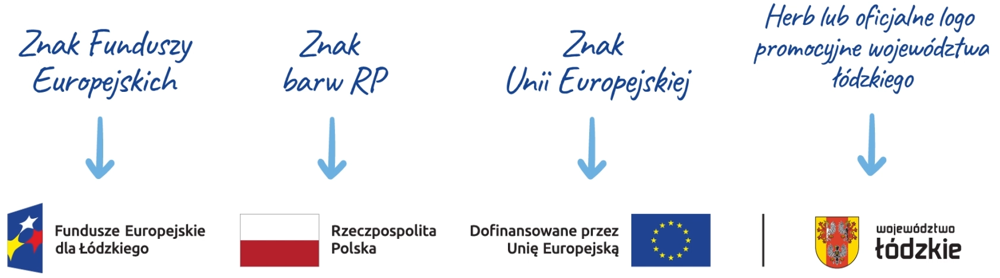 Znak Funduszy
Europejskich
Znak
barw RP
Znak
Unii Europejskiej
Herb lub oficjalne logo
promocyjne województwa
łódzkiego
Fundusze Europejskie
dla Łódzkiego
Rzeczpospolita
Polska
Dofinansowane przez
Unię Europejską
województwo
łódzkie